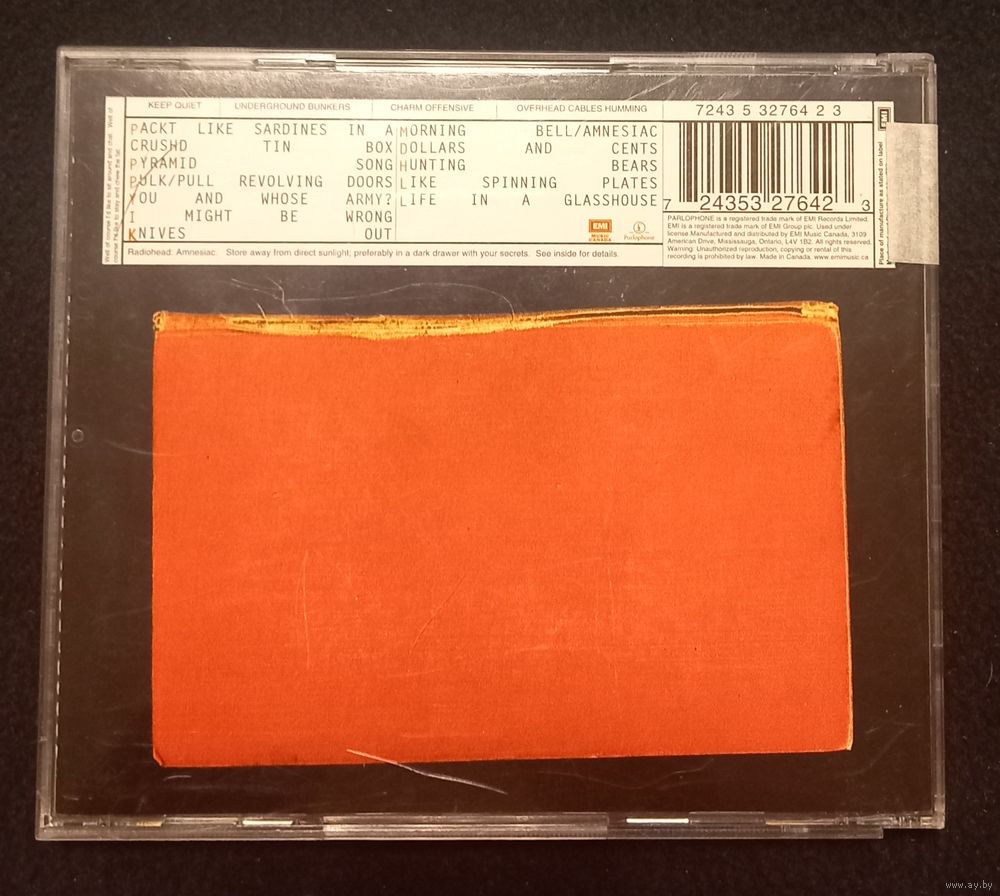 KEEP QUIET UNDERGROUND BUNKERS CHARM OFFENSIVE OVERHEAD CABLES HUMMING
7243 5 32764 2 3
PACKT LIKE SARDINES IN A
CRUSHD TIN BOX
PYRAMID SONG
PULK/PULL REVOLVING DOORS
YOU AND WHOSE ARMY?
I MIGHT BE WRONG
KNIVES OUT
MORNING BELL/AMNESIAC
DOLLARS AND CENTS
HUNTING BEARS
LIKE SPINNING PLATES
LIFE IN A GLASSHOUSE
EMI
MUSIC
CANADA
Parlophone
Radiohead. Amnesiac. Store away from direct sunlight; preferably in a dark drawer with your secrets. See inside for details.
7 24353 27642 3
PARLOPHONE is a registered trade mark of EMI Records Limited.
EMI is a registered trade mark of EMI Group plc. Used under
license Manufactured and distributed by EMI Music Canada, 3109
American Drive, Mississauga, Ontario, L4V 1B2. All rights reserved.
Warning: Unauthorized reproduction, copying or rental of this
recording is prohibited by law. Made in Canada. www.emimusic.ca
EMI
Place of manufacture as stated on label
www.ay.by